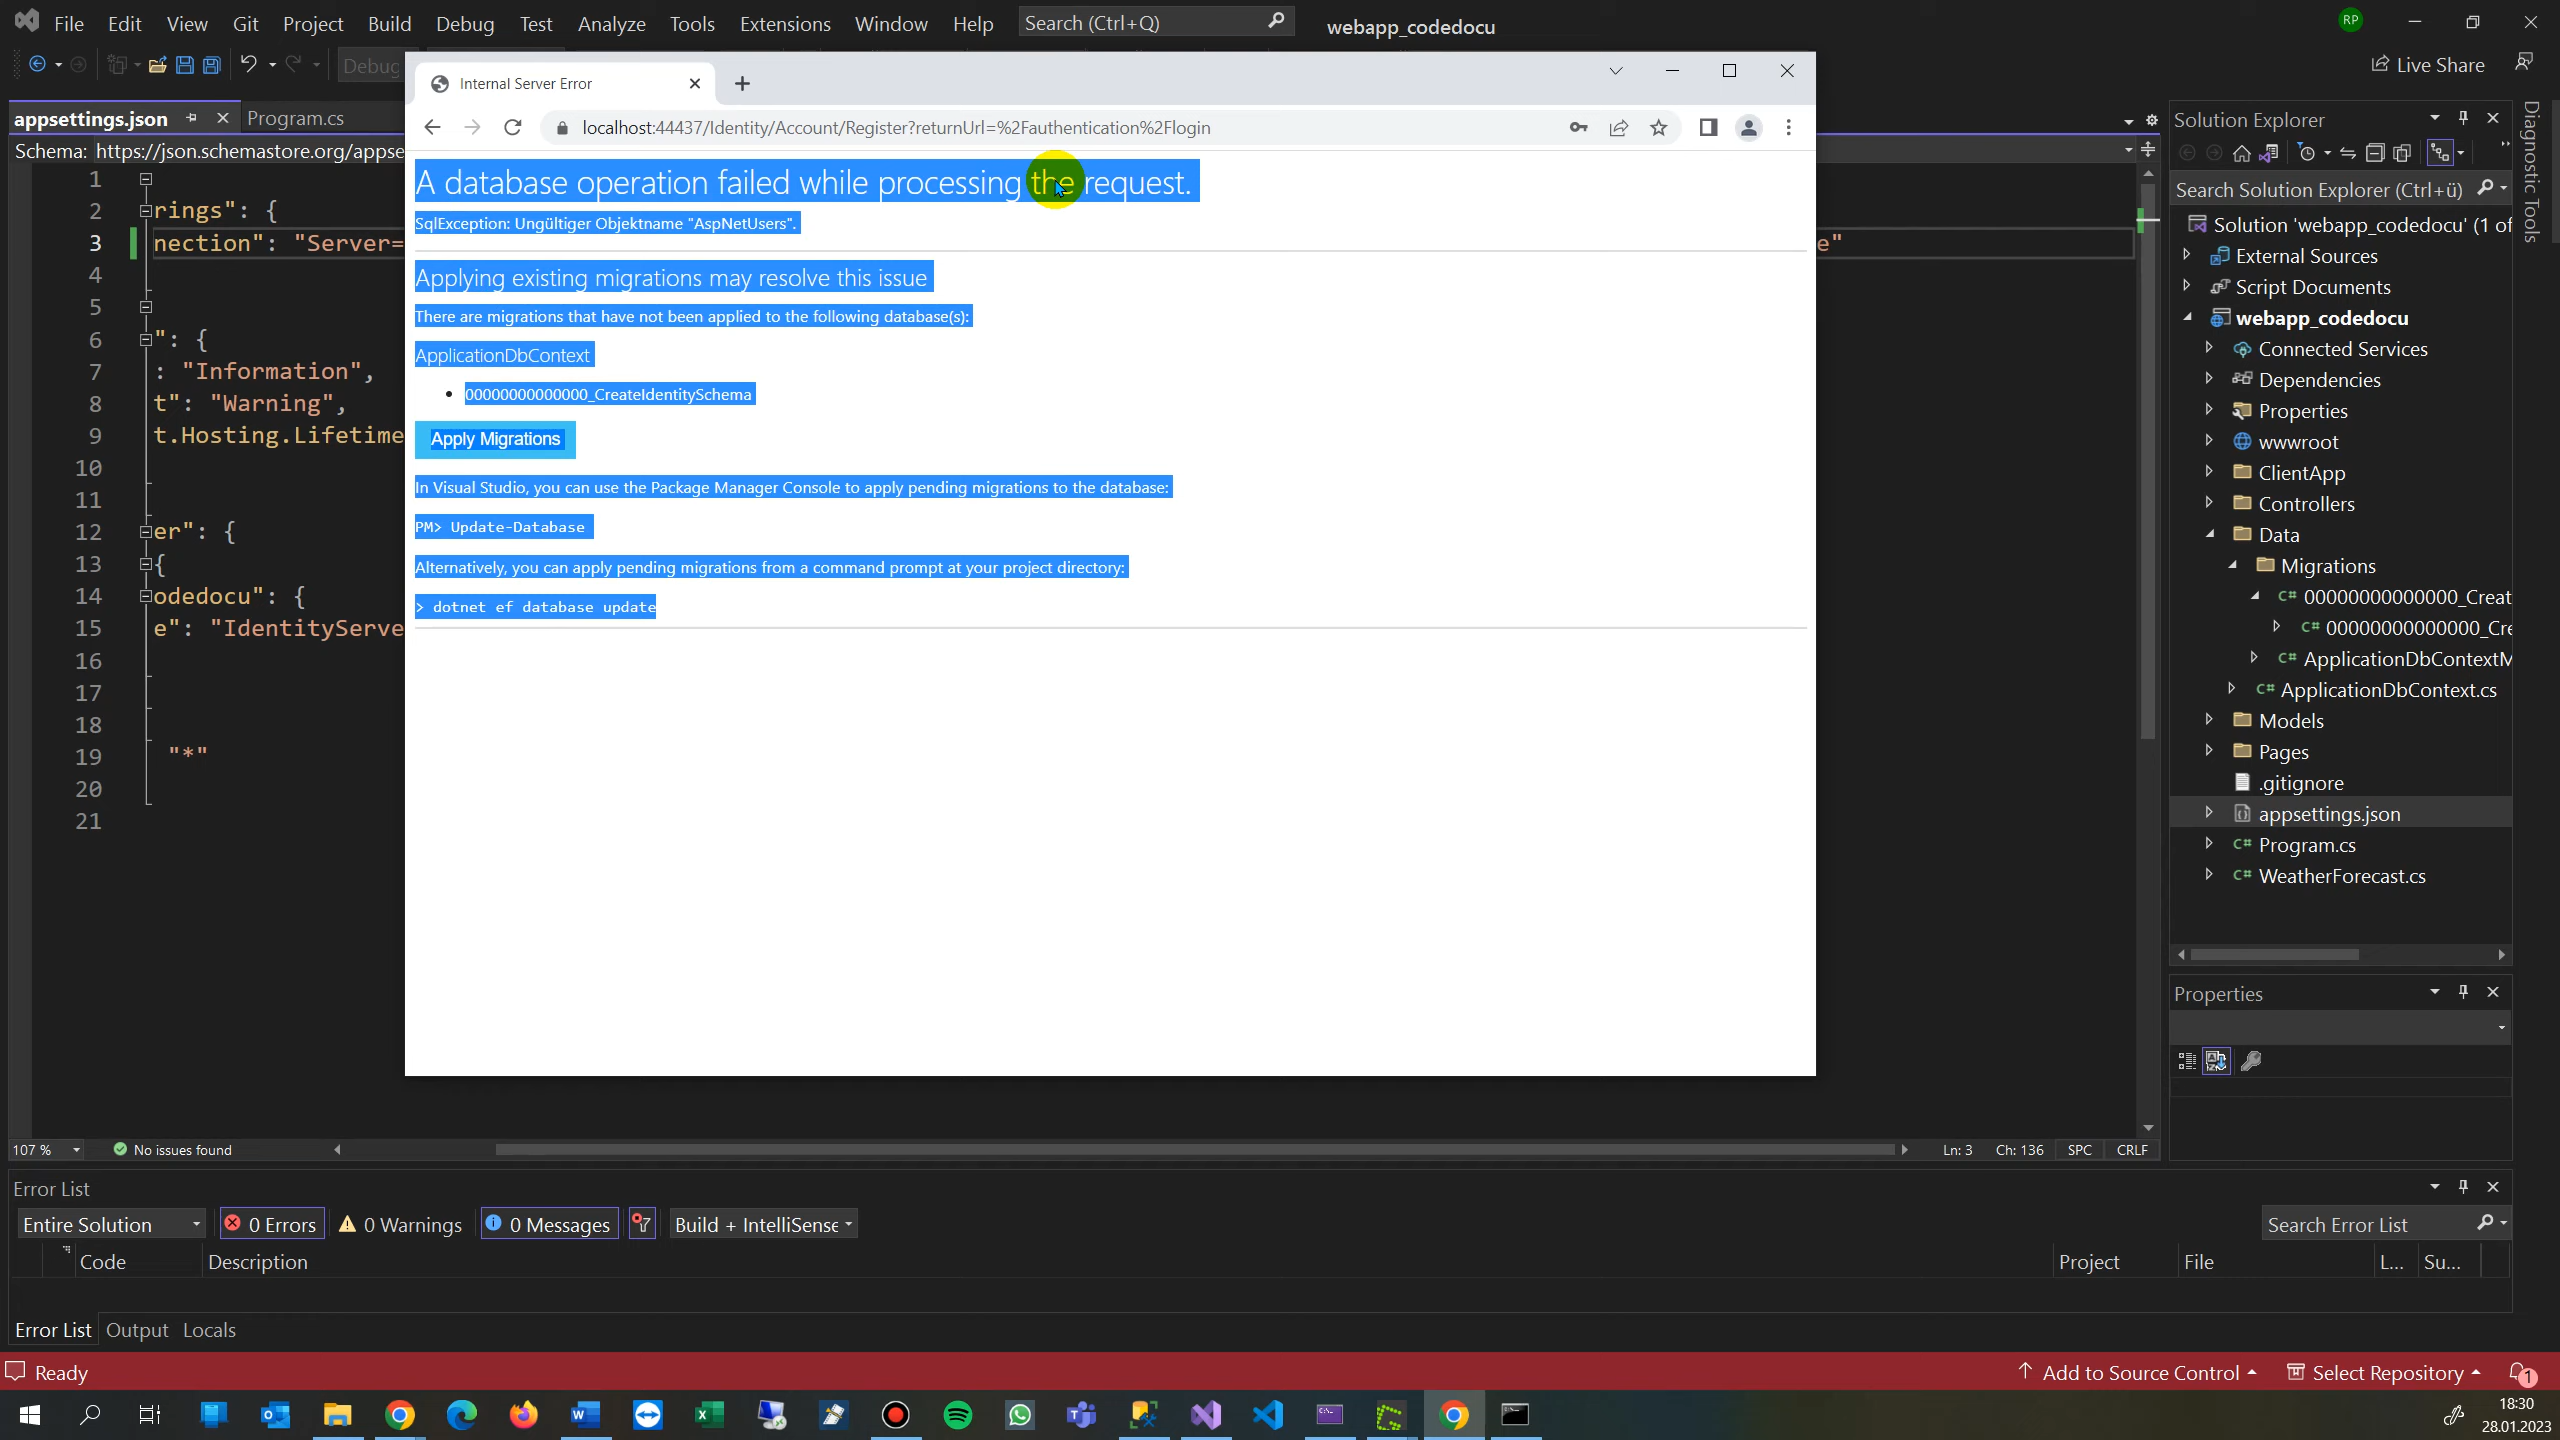 File Edit View Git Project Build Debug Test Analyze Tools Extensions Window Help Search (Ctrl+Q) webapp_codedocu RP
Debug
Live Share
appsettings.json Program.cs
Schema: https://json.schemastore.org/appse
Internal Server Error
localhost:44437/Identity/Account/Register?returnUrl=%2Fauthentication%2Flogin
A database operation failed while processing the request.
SqlException: Ungültiger Objektname "AspNetUsers".
Applying existing migrations may resolve this issue
There are migrations that have not been applied to the following database(s):
ApplicationDbContext
• 00000000000000_CreateIdentitySchema
Apply Migrations
In Visual Studio, you can use the Package Manager Console to apply pending migrations to the database:
PM> Update-Database
Alternatively, you can apply pending migrations from a command prompt at your project directory:
> dotnet ef database update
1
2 rings": {
3 nection": "Server= e"
4
5
6 ": {
7 : "Information",
8 t": "Warning",
9 t.Hosting.Lifetime
10
11
12 er": {
13 {
14 odedocu": {
15 e": "IdentityServe
16
17
18
19 "*"
20
21
Solution Explorer
Search Solution Explorer (Ctrl+ü)
Solution 'webapp_codedocu' (1 of
External Sources
Script Documents
webapp_codedocu
Connected Services
Dependencies
Properties
wwwroot
ClientApp
Controllers
Data
Migrations
00000000000000_Creat
00000000000000_Cre
ApplicationDbContextM
ApplicationDbContext.cs
Models
Pages
.gitignore
appsettings.json
Program.cs
WeatherForecast.cs
Diagnostic Tools
Properties
107 % No issues found Ln: 3 Ch: 136 SPC CRLF
Error List
Entire Solution 0 Errors 0 Warnings 0 Messages Build + IntelliSense Search Error List
Code Description Project File L... Su...
Error List Output Locals
Ready Add to Source Control Select Repository 1
18:30
28.01.2023